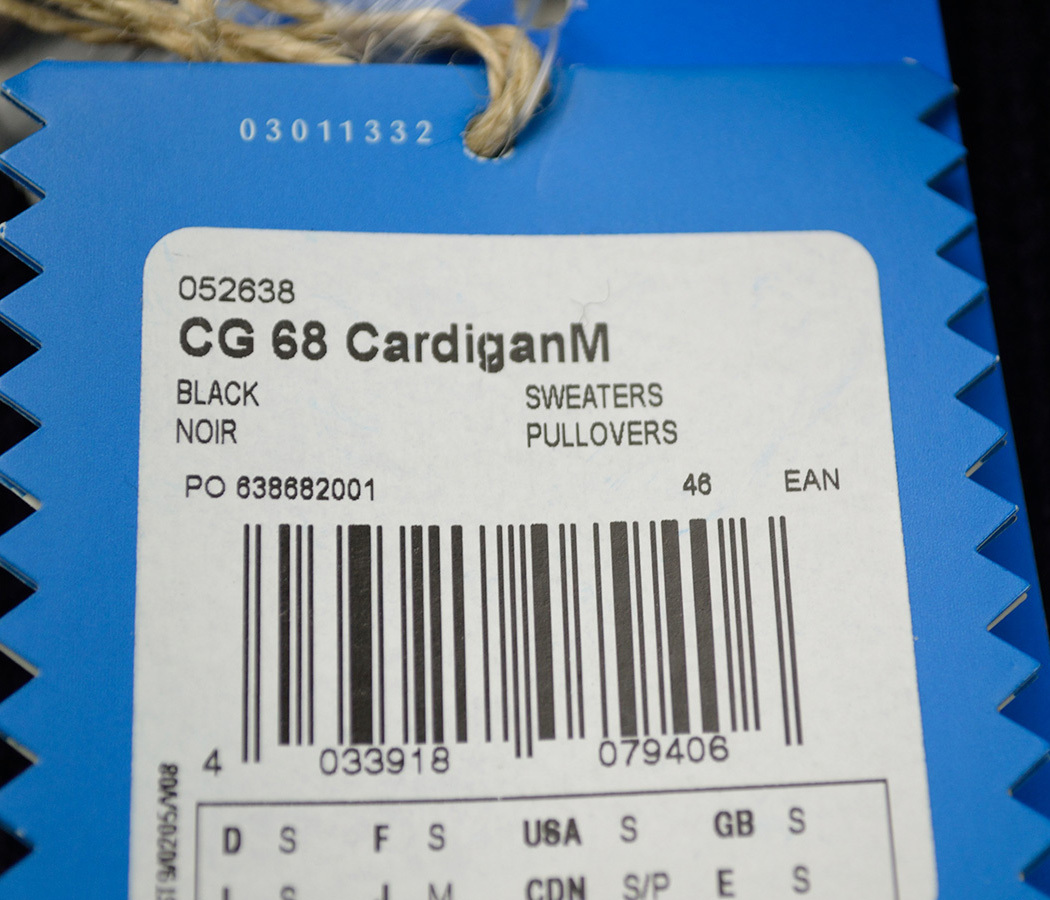 03011332
052638
CG 68 CardiganM
BLACK SWEATERS
NOIR PULLOVERS
PO 638682001 46 EAN
4 033918 079406
D S F S USA S GB S
I S J M CDN S/P E S